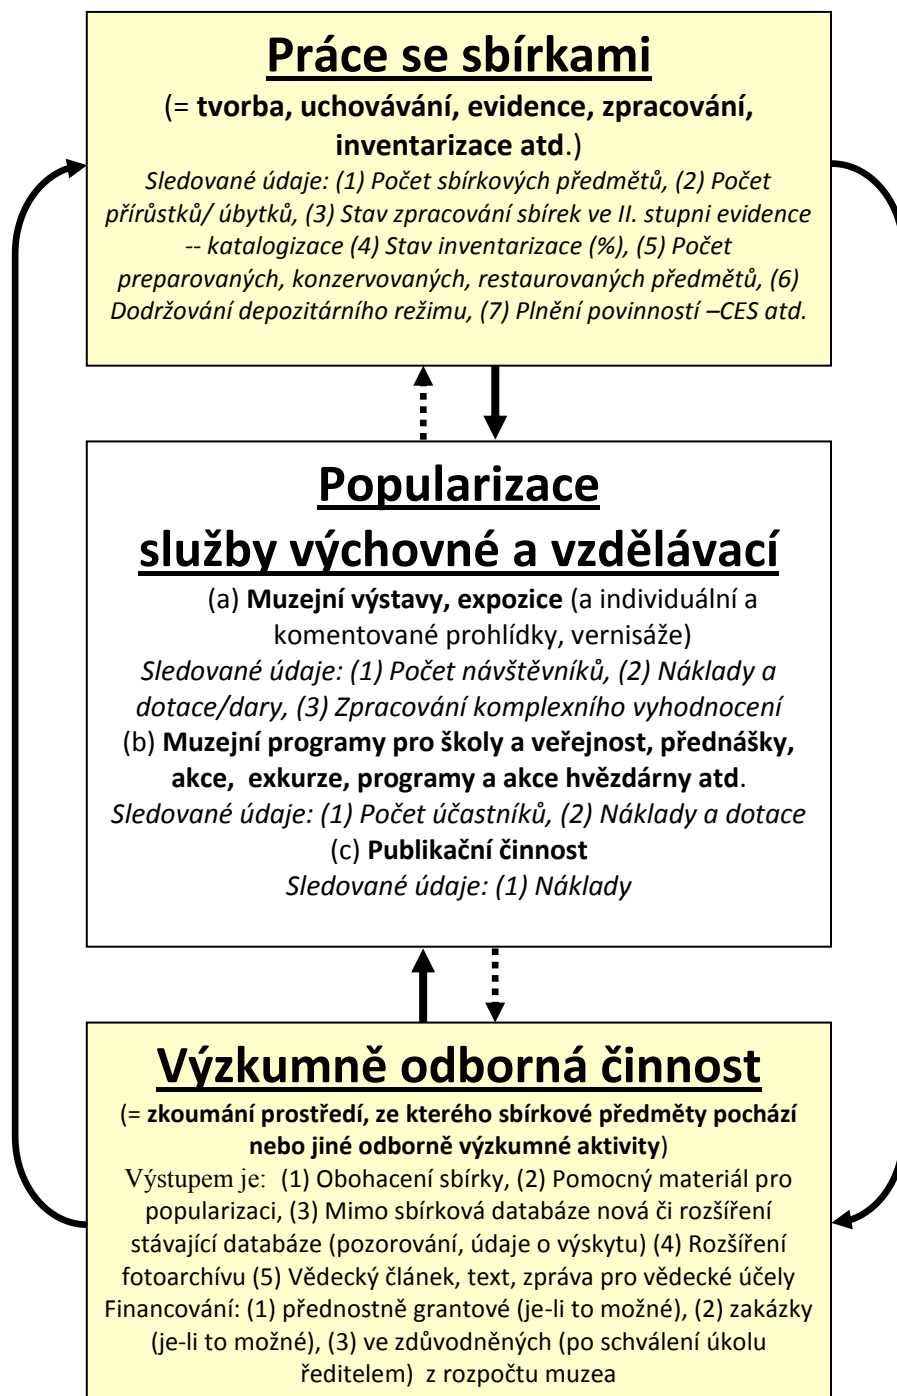 Práce se sbírkami
(= tvorba, uchovávání, evidence, zpracování,
inventarizace atd.)
Sledované údaje: (1) Počet sbírkových předmětů, (2) Počet
přírůstků/ úbytků, (3) Stav zpracování sbírek ve II. stupni evidence
-- katalogizace (4) Stav inventarizace (%), (5) Počet
preparovaných, konzervovaných, restaurovaných předmětů, (6)
Dodržování depozitárního režimu, (7) Plnění povinností –CES atd.
Popularizace
služby výchovné a vzdělávací
(a) Muzejní výstavy, expozice (a individuální a
komentované prohlídky, vernisáže)
Sledované údaje: (1) Počet návštěvníků, (2) Náklady a
dotace/dary, (3) Zpracování komplexního vyhodnocení
(b) Muzejní programy pro školy a veřejnost, přednášky,
akce, exkurze, programy a akce hvězdárny atd.
Sledované údaje: (1) Počet účastníků, (2) Náklady a dotace
(c) Publikační činnost
Sledované údaje: (1) Náklady
Výzkumně odborná činnost
(= zkoumání prostředí, ze kterého sbírkové předměty pochází
nebo jiné odborně výzkumné aktivity)
Výstupem je: (1) Obohacení sbírky, (2) Pomocný materiál pro
popularizaci, (3) Mimo sbírková databáze nová či rozšíření
stávající databáze (pozorování, údaje o výskytu) (4) Rozšíření
fotoarchívu (5) Vědecký článek, text, zpráva pro vědecké účely
Financování: (1) přednostně grantové (je-li to možné), (2) zakázky
(je-li to možné), (3) ve zdůvodněných (po schválení úkolu
ředitelem) z rozpočtu muzea